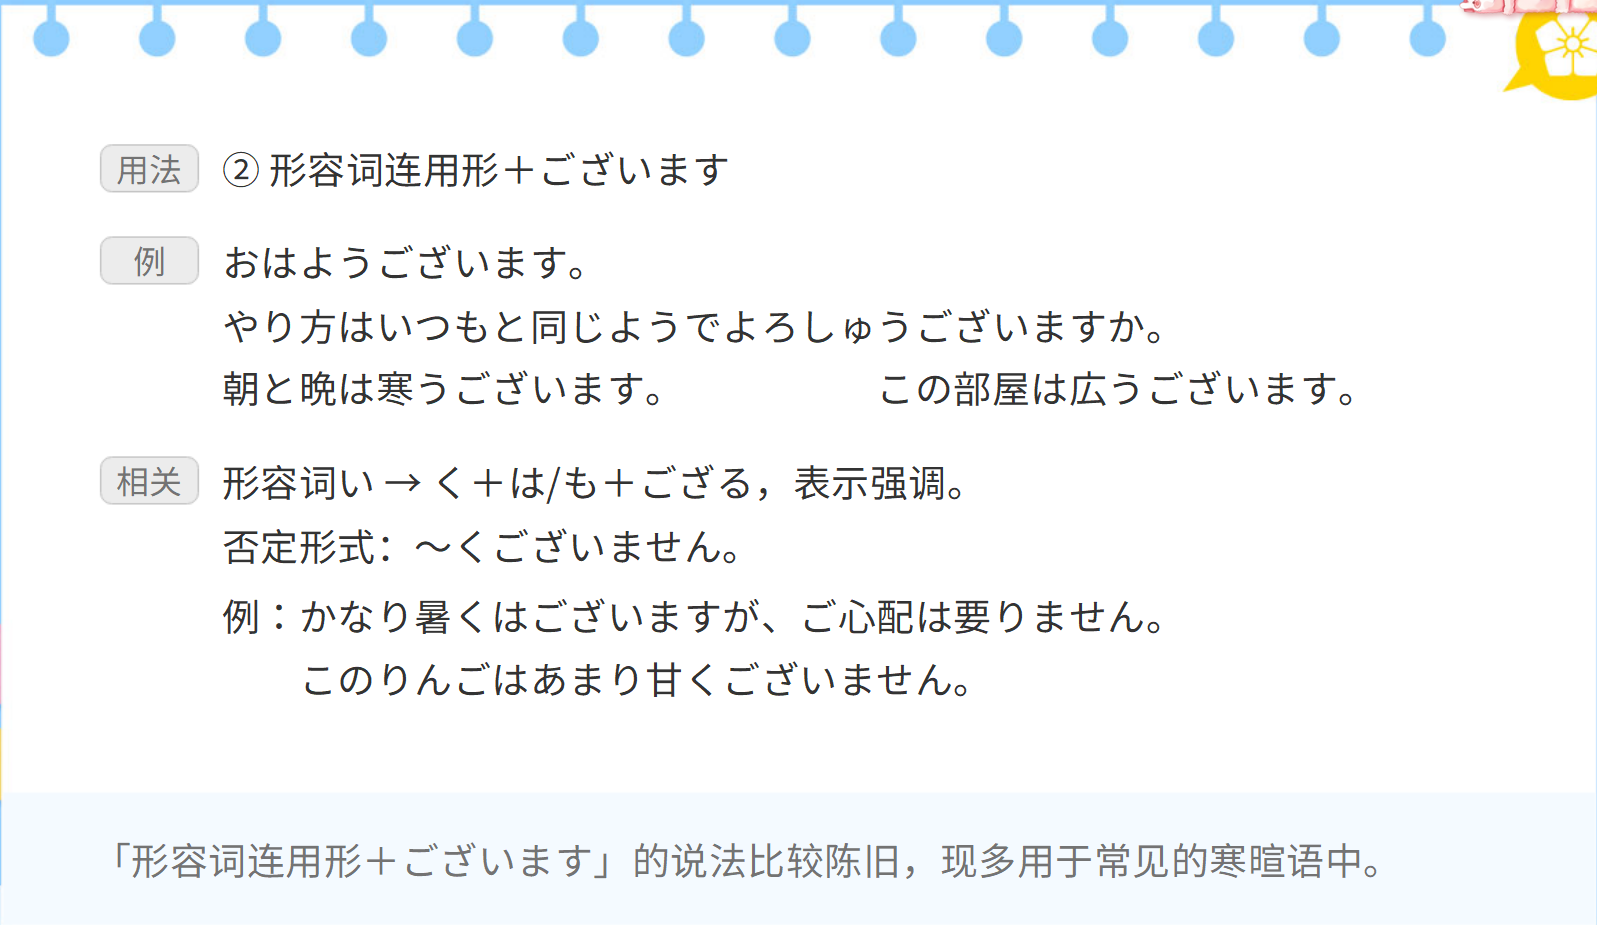 用法 ② 形容词连用形＋ございます
例 おはようございます。
やり方はいつもと同じようでよろしゅうございますか。
朝と晩は寒うございます。 この部屋は広うございます。
相关 形容词い → く＋は/も＋ござる，表示强调。
否定形式：～くございません。
例：かなり暑くはございますが、ご心配は要りません。
このりんごはあまり甘くございません。
「形容词连用形＋ございます」的说法比较陈旧，现多用于常见的寒暄语中。